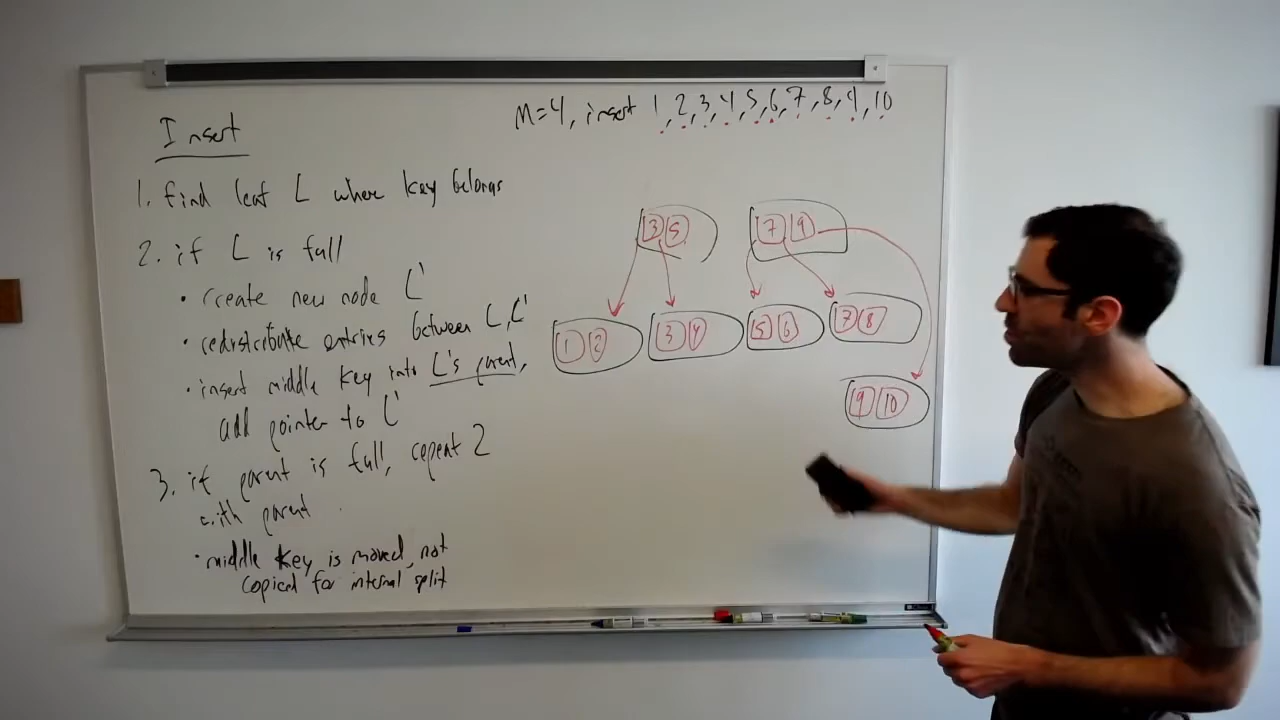 Insert
M=4, insert 1, 2, 3, 4, 5, 6, 7, 8, 9, 10
1. find leaf L where key belongs
2. if L is full
• create new node L'
• redistribute entries between L, L'
• insert middle key into L's parent,
add pointer to L'
3. if parent is full, repeat 2
with parent
• middle key is moved, not
copied for internal split
3 5
7 9
1 2
3 4
5 6
7 8
9 10